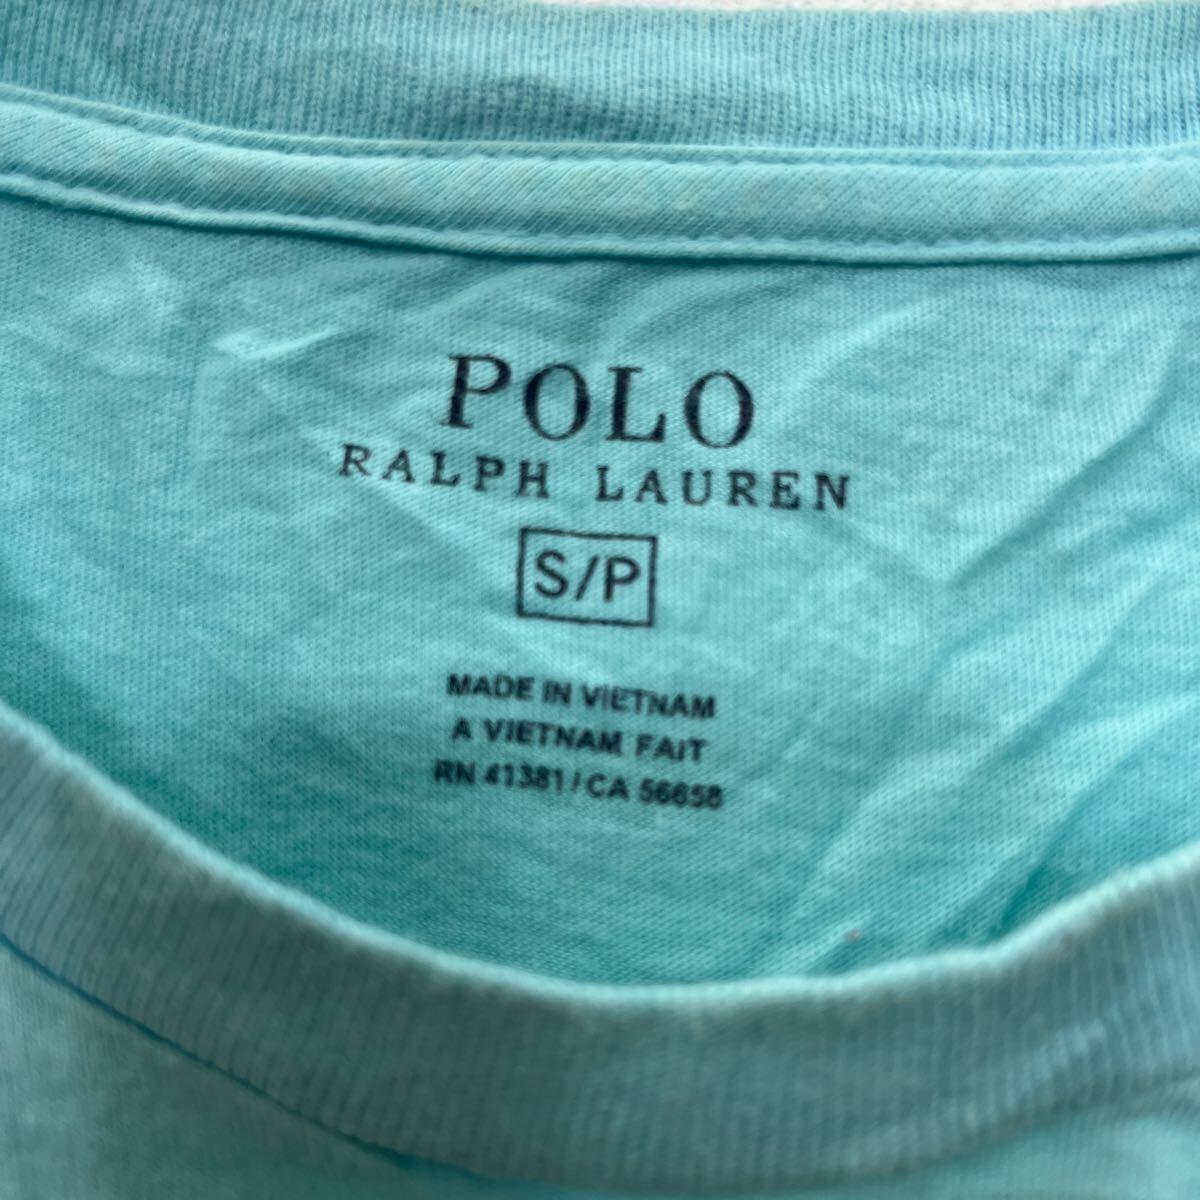 POLO
RALPH LAUREN
S/P
MADE IN VIETNAM
A VIETNAM FAIT
RN 41381 / CA 56658